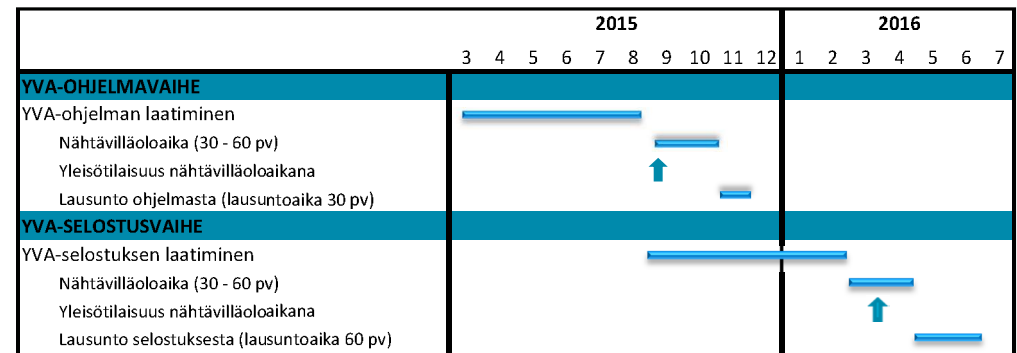 2015 2016
3 4 5 6 7 8 9 10 11 12 1 2 3 4 5 6 7
YVA-OHJELMAVAIHE
YVA-ohjelman laatiminen
Nähtävilläoloaika (30 - 60 pv)
Yleisötilaisuus nähtävilläoloaikana
Lausunto ohjelmasta (lausuntoaika 30 pv)
YVA-SELOSTUSVAIHE
YVA-selostuksen laatiminen
Nähtävilläoloaika (30 - 60 pv)
Yleisötilaisuus nähtävilläoloaikana
Lausunto selostuksesta (lausuntoaika 60 pv)